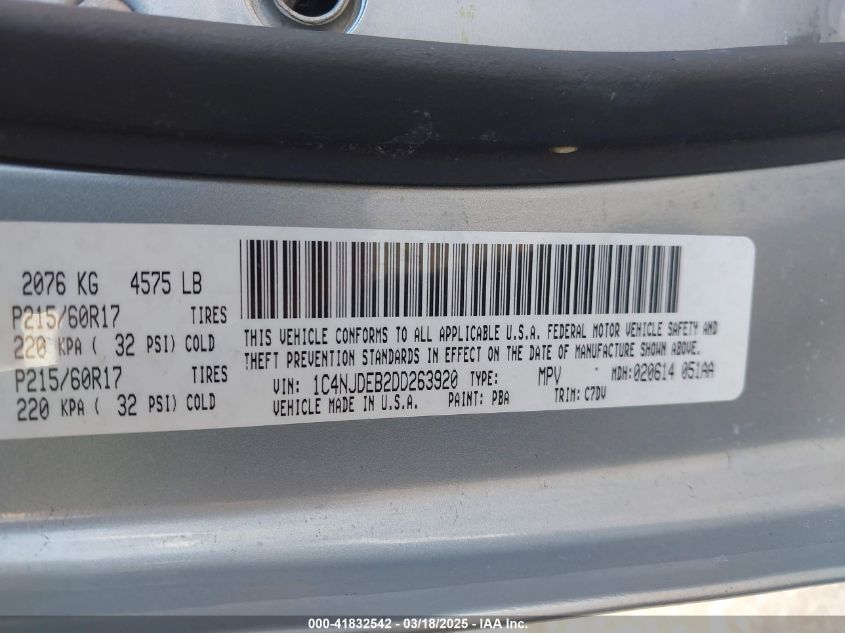 2076 KG 4575 LB
P215/60R17 TIRES
220 KPA ( 32 PSI) COLD
P215/60R17 TIRES
220 KPA ( 32 PSI) COLD
THIS VEHICLE CONFORMS TO ALL APPLICABLE U.S.A. FEDERAL MOTOR VEHICLE SAFETY AND
THEFT PREVENTION STANDARDS IN EFFECT ON THE DATE OF MANUFACTURE SHOWN ABOVE.
VIN: 1C4NJDEB2DD263920 TYPE: MPV MDH:020614 051AA
VEHICLE MADE IN U.S.A. PAINT: PBA TRIM: C7DV
000-41832542 - 03/18/2025 - IAA Inc.